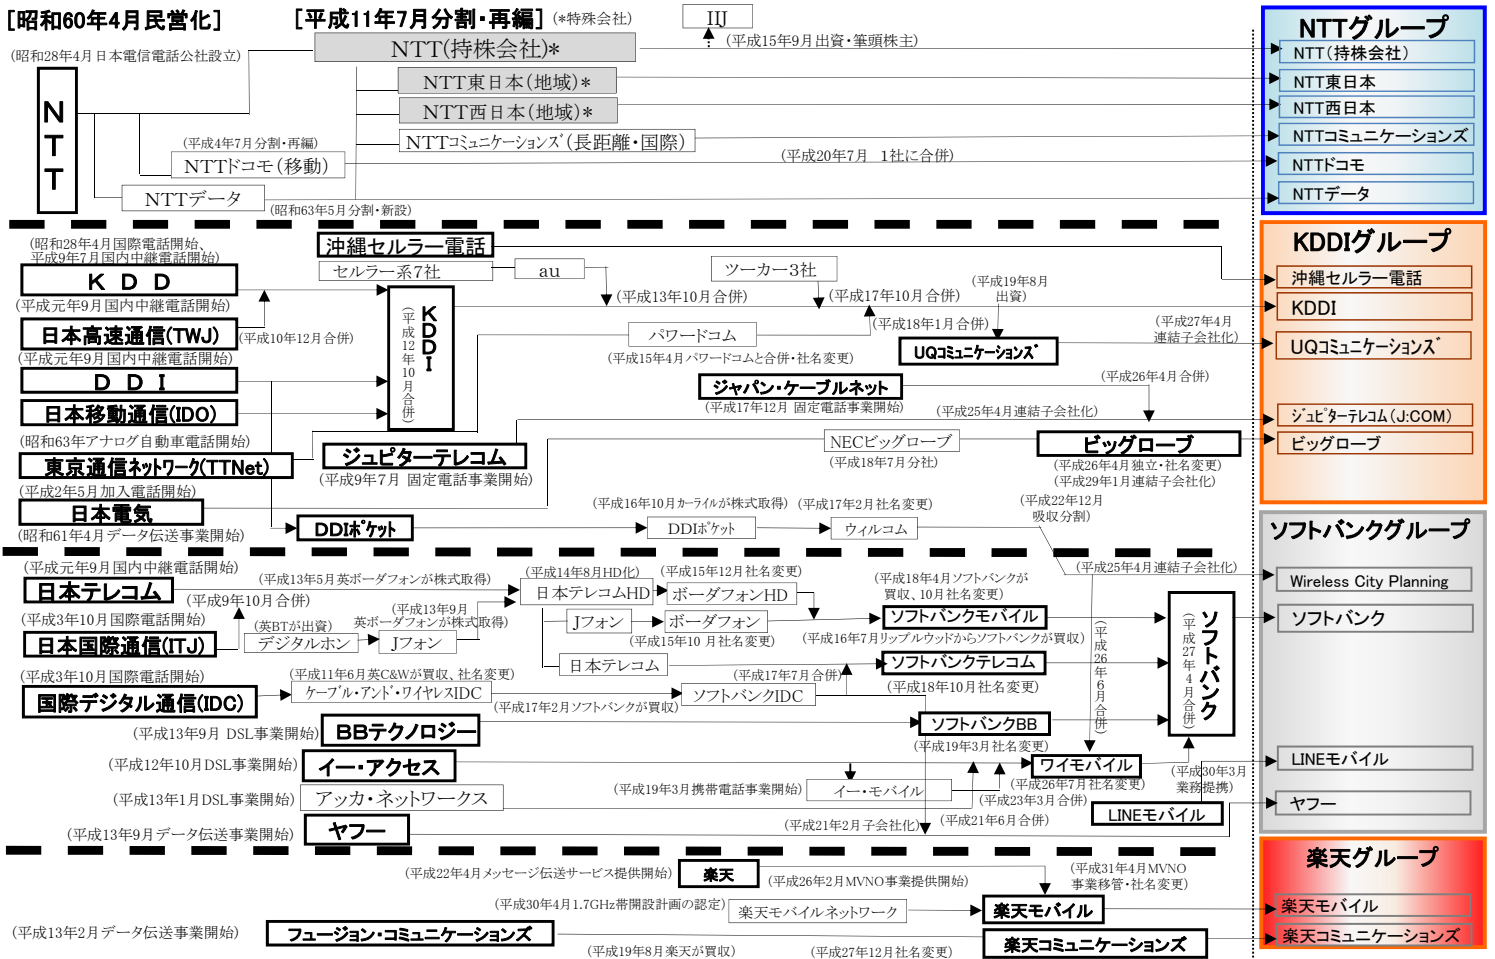 [昭和60年4月民営化]
[平成11年7月分割・再編] (*特殊会社)
IIJ
(平成15年9月出資・筆頭株主)
(昭和28年4月日本電信電話公社設立)
NTT(持株会社)*
NTT東日本(地域)*
NTT西日本(地域)*
NTT
NTTコミュニケーションズ(長距離・国際)
(平成4年7月分割・再編)
NTTドコモ(移動)
(平成20年7月 1社に合併)
NTTデータ
(昭和63年5月分割・新設)
NTTグループ
NTT(持株会社)
NTT東日本
NTT西日本
NTTコミュニケーションズ
NTTドコモ
NTTデータ
(昭和28年4月国際電話開始、
平成9年7月国内中継電話開始)
KDD
(平成元年9月国内中継電話開始)
日本高速通信(TWJ)
(平成10年12月合併)
(平成元年9月国内中継電話開始)
DDI
日本移動通信(IDO)
(昭和63年アナログ自動車電話開始)
東京通信ネットワーク(TTNet)
(平成2年5月加入電話開始)
日本電気
(昭和61年4月データ伝送事業開始)
沖縄セルラー電話
セルラー系7社
au
ツーカー3社
(平成13年10月合併)
(平成17年10月合併)
(平成19年8月
出資)
KDDI
(平成12年10月合併)
パワードコム
(平成18年1月合併)
(平成15年4月パワードコムと合併・社名変更)
UQコミュニケーションズ
(平成27年4月
連結子会社化)
ジャパン・ケーブルネット
(平成26年4月合併)
(平成17年12月 固定電話事業開始)
(平成25年4月連結子会社化)
ジュピターテレコム
(平成9年7月 固定電話事業開始)
NECビッグローブ
(平成18年7月分社)
ビッグローブ
(平成26年4月独立・社名変更)
(平成29年1月連結子会社化)
(平成16年10月カーライルが株式取得)
(平成17年2月社名変更)
(平成22年12月
吸収分割)
DDIポケット
DDIポケット
ウィルコム
KDDIグループ
沖縄セルラー電話
KDDI
UQコミュニケーションズ
ジュピターテレコム(J:COM)
ビッグローブ
(平成元年9月国内中継電話開始)
日本テレコム
(平成13年5月英ボーダフォンが株式取得)
(平成14年8月HD化)
(平成15年12月社名変更)
(平成25年4月連結子会社化)
(平成9年10月合併)
日本テレコムHD
ボーダフォンHD
(平成18年4月ソフトバンクが
買収、10月社名変更)
(平成3年10月国際電話開始)
(平成13年9月
英ボーダフォンが株式取得)
(英BTが出資)
日本国際通信(ITJ)
デジタルホン
Jフォン
Jフォン
ボーダフォン
ソフトバンクモバイル
(平成15年10月社名変更)
(平成16年7月リップルウッドからソフトバンクが買収)
日本テレコム
ソフトバンクテレコム
(平成3年10月国際電話開始)
(平成11年6月英C&Wが買収、社名変更)
(平成17年7月合併)
(平成18年10月社名変更)
国際デジタル通信(IDC)
ケーブル・アンド・ワイヤレスIDC
ソフトバンクIDC
(平成17年2月ソフトバンクが買収)
(平成26年6月合併)
(平成27年4月合併)
ソフトバンク
(平成13年9月 DSL事業開始)
BBテクノロジー
ソフトバンクBB
(平成19年3月社名変更)
(平成12年10月DSL事業開始)
イー・アクセス
ワイモバイル
(平成26年7月社名変更)
(平成30年3月
業務提携)
(平成19年3月携帯電話事業開始)
イー・モバイル
(平成13年1月DSL事業開始)
アッカ・ネットワークス
(平成23年3月合併)
(平成21年6月合併)
LINEモバイル
(平成13年9月データ伝送事業開始)
ヤフー
(平成21年2月子会社化)
ソフトバンクグループ
Wireless City Planning
ソフトバンク
LINEモバイル
ヤフー
(平成22年4月メッセージ伝送サービス提供開始)
楽天
(平成26年2月MVNO事業提供開始)
(平成31年4月MVNO
事業移管・社名変更)
(平成30年4月1.7GHz帯開設計画の認定)
楽天モバイルネットワーク
楽天モバイル
(平成13年2月データ伝送事業開始)
フュージョン・コミュニケーションズ
(平成19年8月楽天が買収)
(平成27年12月社名変更)
楽天コミュニケーションズ
楽天グループ
楽天モバイル
楽天コミュニケーションズ